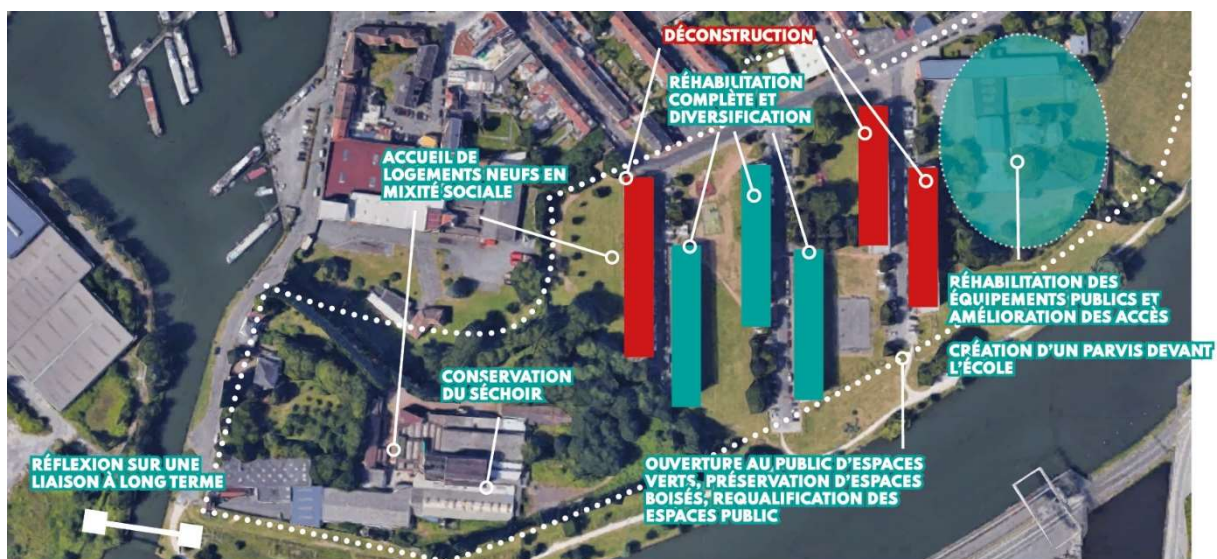 DÉCONSTRUCTION
RÉHABILITATION
COMPLÈTE ET
DIVERSIFICATION
ACCUEIL DE
LOGEMENTS NEUFS EN
MIXITÉ SOCIALE
RÉHABILITATION DES
ÉQUIPEMENTS PUBLICS ET
AMÉLIORATION DES ACCÈS
CRÉATION D'UN PARVIS DEVANT
L'ÉCOLE
CONSERVATION
DU SÉCHOIR
RÉFLEXION SUR UNE
LIAISON À LONG TERME
OUVERTURE AU PUBLIC D'ESPACES
VERTS, PRÉSERVATION D'ESPACES
BOISÉS, REQUALIFICATION DES
ESPACES PUBLIC